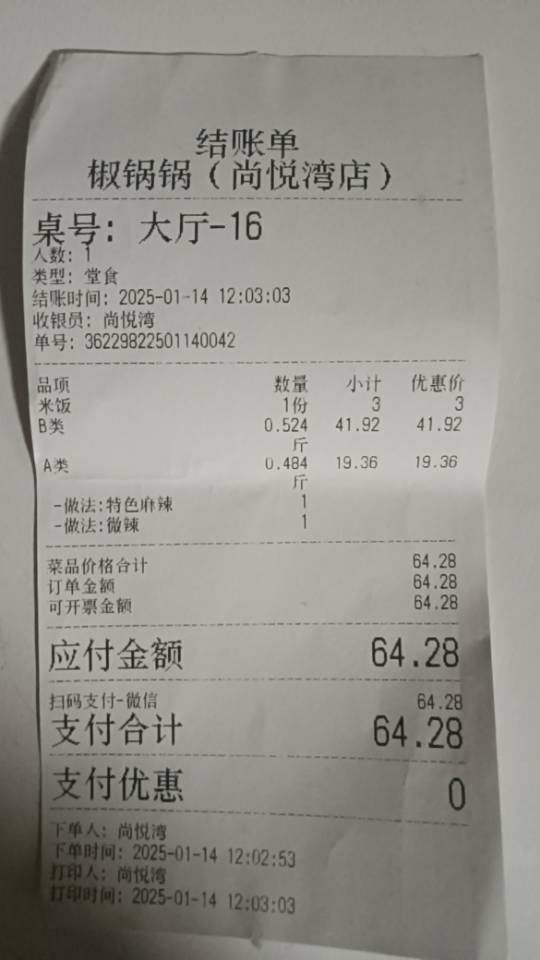 结账单
椒锅锅（尚悦湾店）
桌号：大厅-16
人数：1
类型：堂食
结账时间：2025-01-14 12:03:03
收银员：尚悦湾
单号：36229822501140042
品项 数量 小计 优惠价
米饭 1份 3 3
B类 0.524 41.92 41.92
斤
A类 0.484 19.36 19.36
斤
-做法:特色麻辣 1
-做法:微辣 1
菜品价格合计 64.28
订单金额 64.28
可开票金额 64.28
应付金额 64.28
扫码支付-微信 64.28
支付合计 64.28
支付优惠 0
下单人：尚悦湾
下单时间：2025-01-14 12:02:53
打印人：尚悦湾
打印时间：2025-01-14 12:03:03